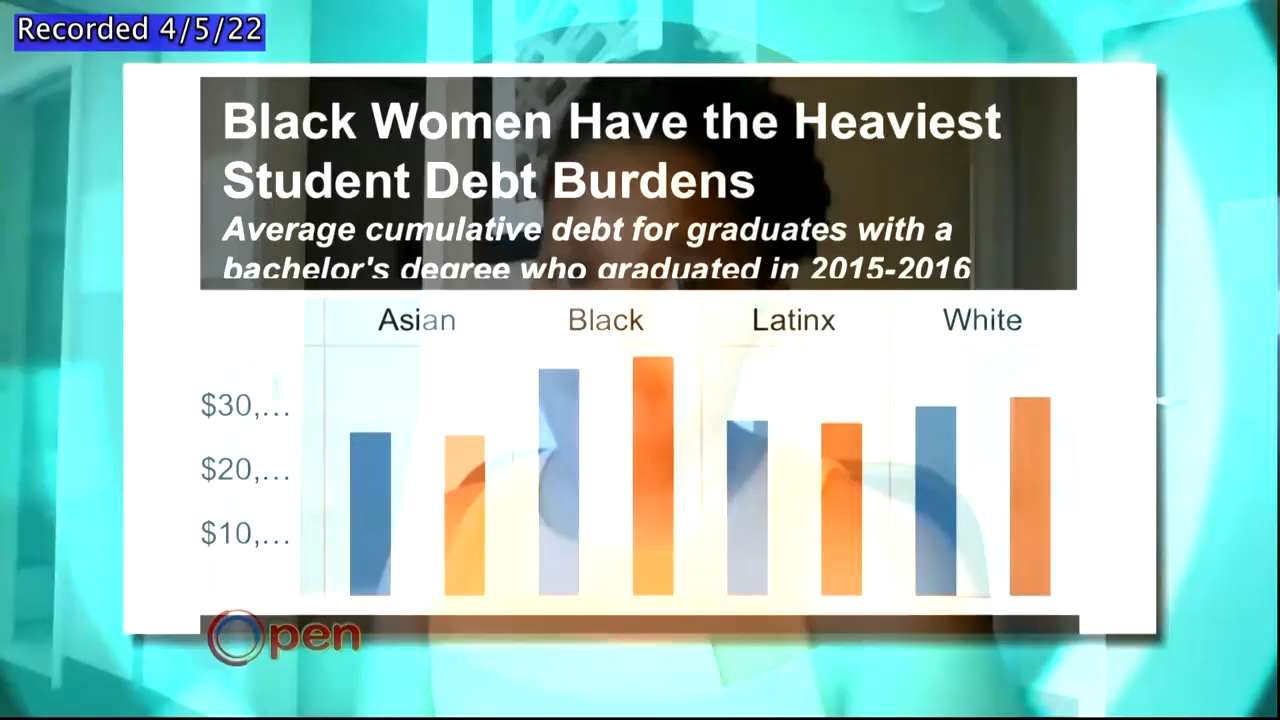 Recorded 4/5/22
Black Women Have the Heaviest
Student Debt Burdens
Average cumulative debt for graduates with a
bachelor's degree who graduated in 2015-2016
Asian Black Latinx White
$30,…
$20,…
$10,…
Open